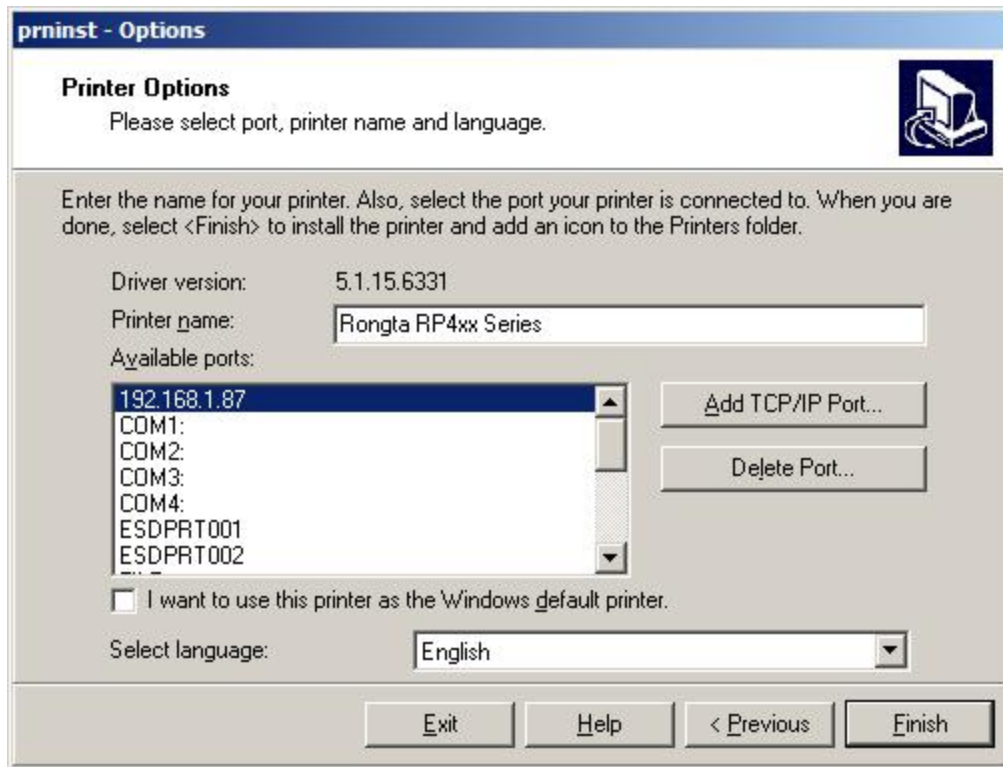 prninst - Options
Printer Options
Please select port, printer name and language.
Enter the name for your printer. Also, select the port your printer is connected to. When you are
done, select <Finish> to install the printer and add an icon to the Printers folder.
Driver version: 5.1.15.6331
Printer name: Rongta RP4xx Series
Available ports:
192.168.1.87
COM1:
COM2:
COM3:
COM4:
ESDPRT001
ESDPRT002
Add TCP/IP Port...
Delete Port...
I want to use this printer as the Windows default printer.
Select language: English
Exit Help < Previous Finish